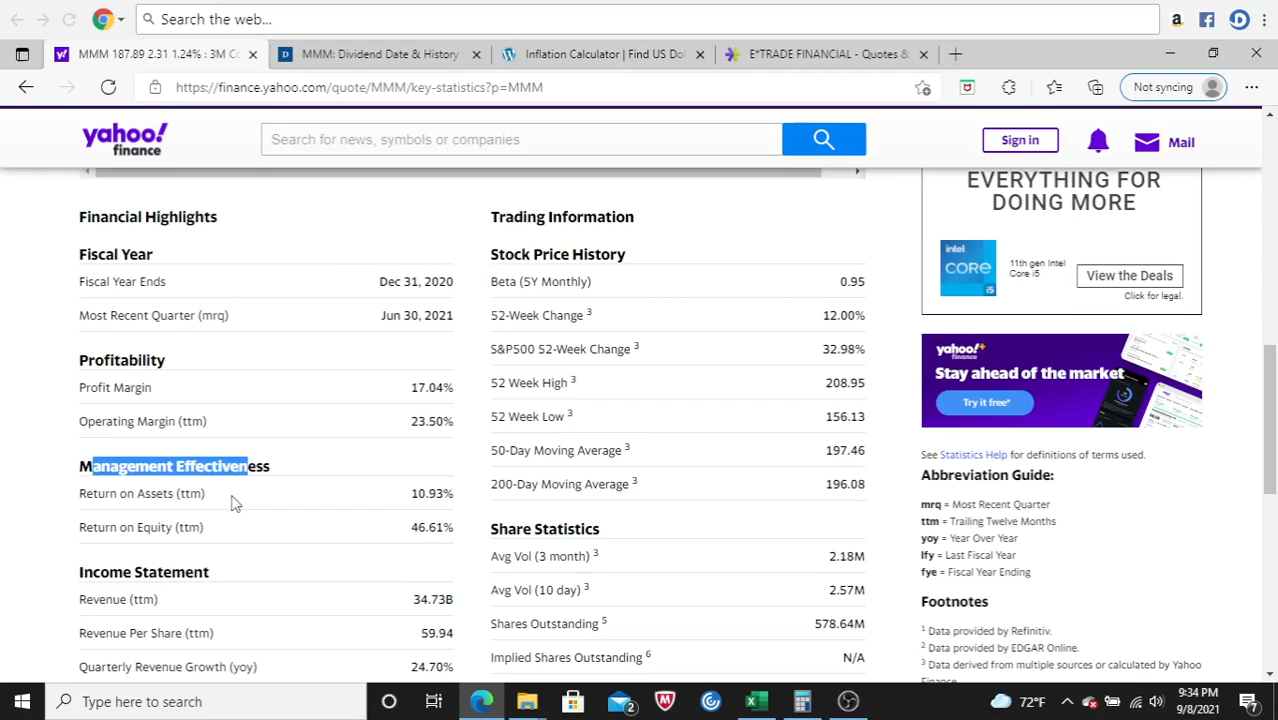 Search the web...
MMM 187.89 2.31 1.24% : 3M Co
MMM: Dividend Date & History
Inflation Calculator | Find US Dol
E*TRADE FINANCIAL - Quotes &
https://finance.yahoo.com/quote/MMM/key-statistics?p=MMM
Not syncing
yahoo!
finance
Search for news, symbols or companies
Sign in
Mail
Financial Highlights
Fiscal Year
Fiscal Year Ends Dec 31, 2020
Most Recent Quarter (mrq) Jun 30, 2021
Profitability
Profit Margin 17.04%
Operating Margin (ttm) 23.50%
Management Effectiveness
Return on Assets (ttm) 10.93%
Return on Equity (ttm) 46.61%
Income Statement
Revenue (ttm) 34.73B
Revenue Per Share (ttm) 59.94
Quarterly Revenue Growth (yoy) 24.70%
Trading Information
Stock Price History
Beta (5Y Monthly) 0.95
52-Week Change 3 12.00%
S&P500 52-Week Change 3 32.98%
52 Week High 3 208.95
52 Week Low 3 156.13
50-Day Moving Average 3 197.46
200-Day Moving Average 3 196.08
Share Statistics
Avg Vol (3 month) 3 2.18M
Avg Vol (10 day) 3 2.57M
Shares Outstanding 5 578.64M
Implied Shares Outstanding 6 N/A
EVERYTHING FOR
DOING MORE
intel
CORE
i5
11th gen Intel
Core i5
View the Deals
Click for legal.
yahoo!+
finance
Stay ahead of the market
Try it free*
See Statistics Help for definitions of terms used.
Abbreviation Guide:
mrq = Most Recent Quarter
ttm = Trailing Twelve Months
yoy = Year Over Year
lfy = Last Fiscal Year
fye = Fiscal Year Ending
Footnotes
1 Data provided by Refinitiv.
2 Data provided by EDGAR Online.
3 Data derived from multiple sources or calculated by Yahoo
Finance.
Type here to search
2
72°F
9:34 PM
9/8/2021
7